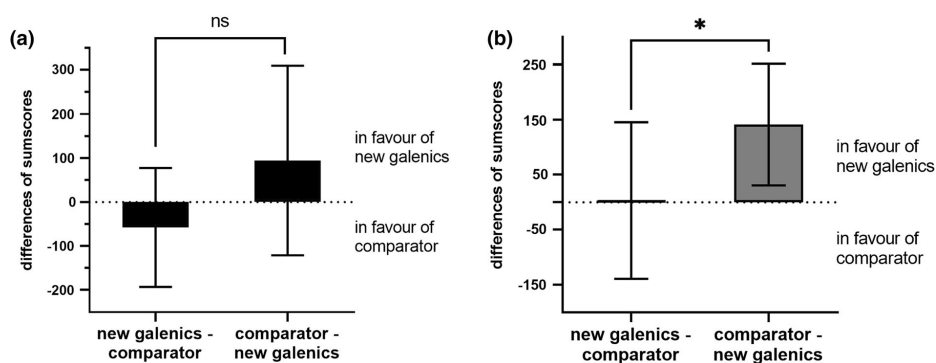 (a)
ns
differences of sumscores
300
200
100
0
-100
-200
in favour of
new galenics
in favour of
comparator
new galenics -
comparator
comparator -
new galenics
(b)
*
differences of sumscores
250
150
50
-50
-150
in favour of
new galenics
in favour of
comparator
new galenics -
comparator
comparator -
new galenics